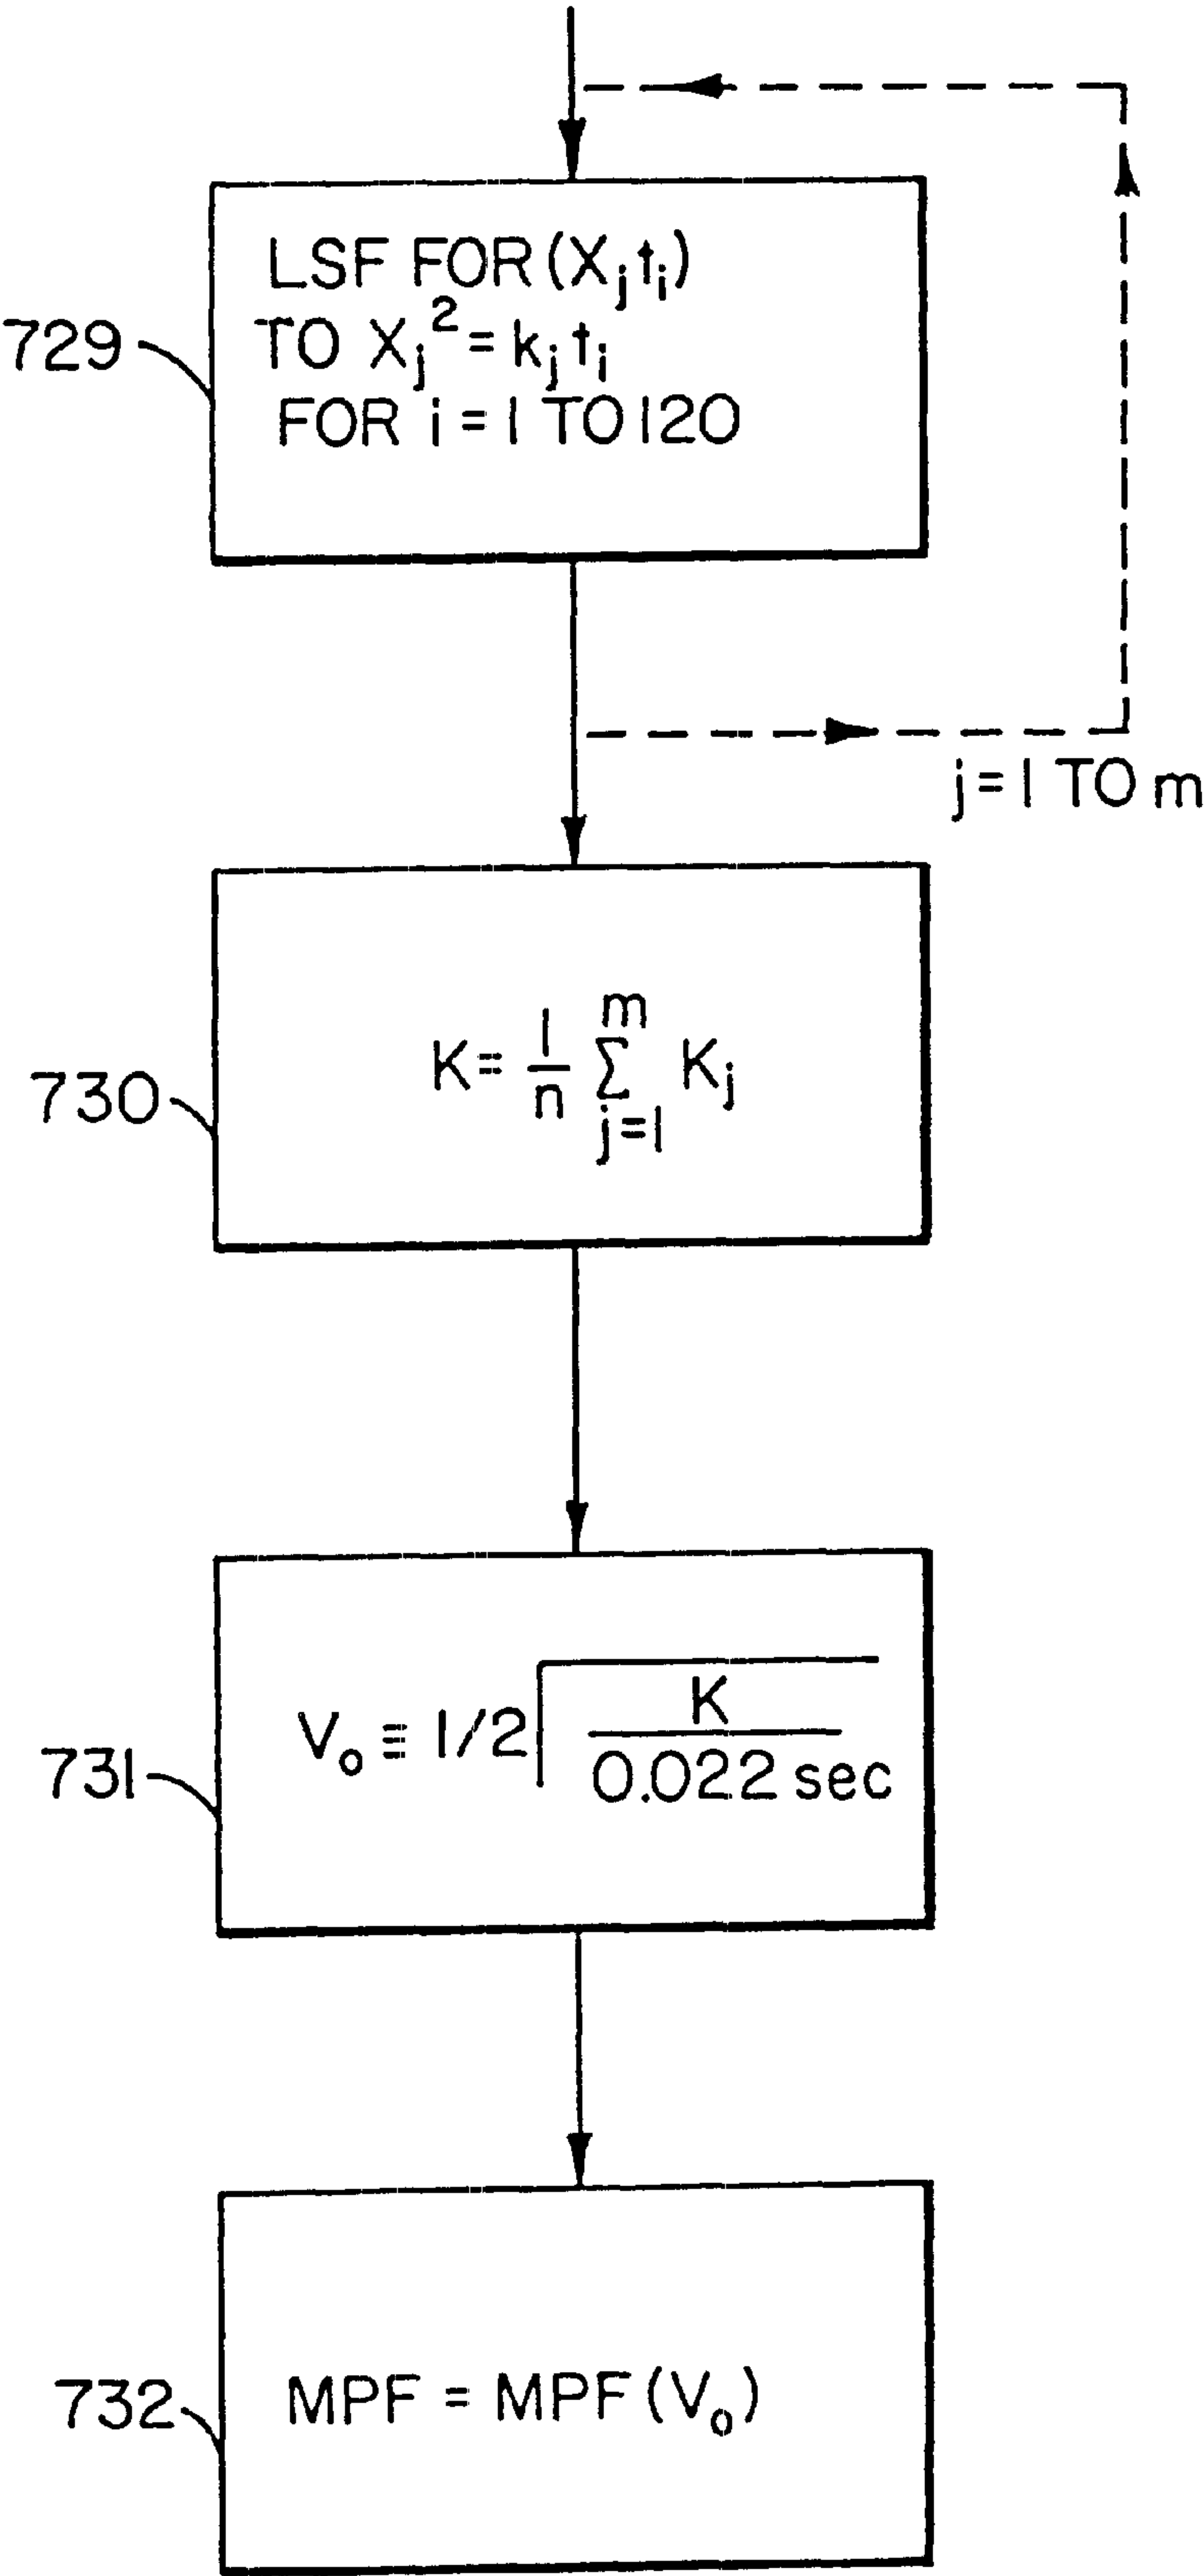 LSF FOR (Xj ti)
TO Xj² = kj ti
FOR i = 1 TO 120
729
j = 1 TO m
K = 1/n Σ(j=1 to m) Kj
730
Vo ≡ 1/2 √(K / 0.022 sec)
731
MPF = MPF (Vo)
732